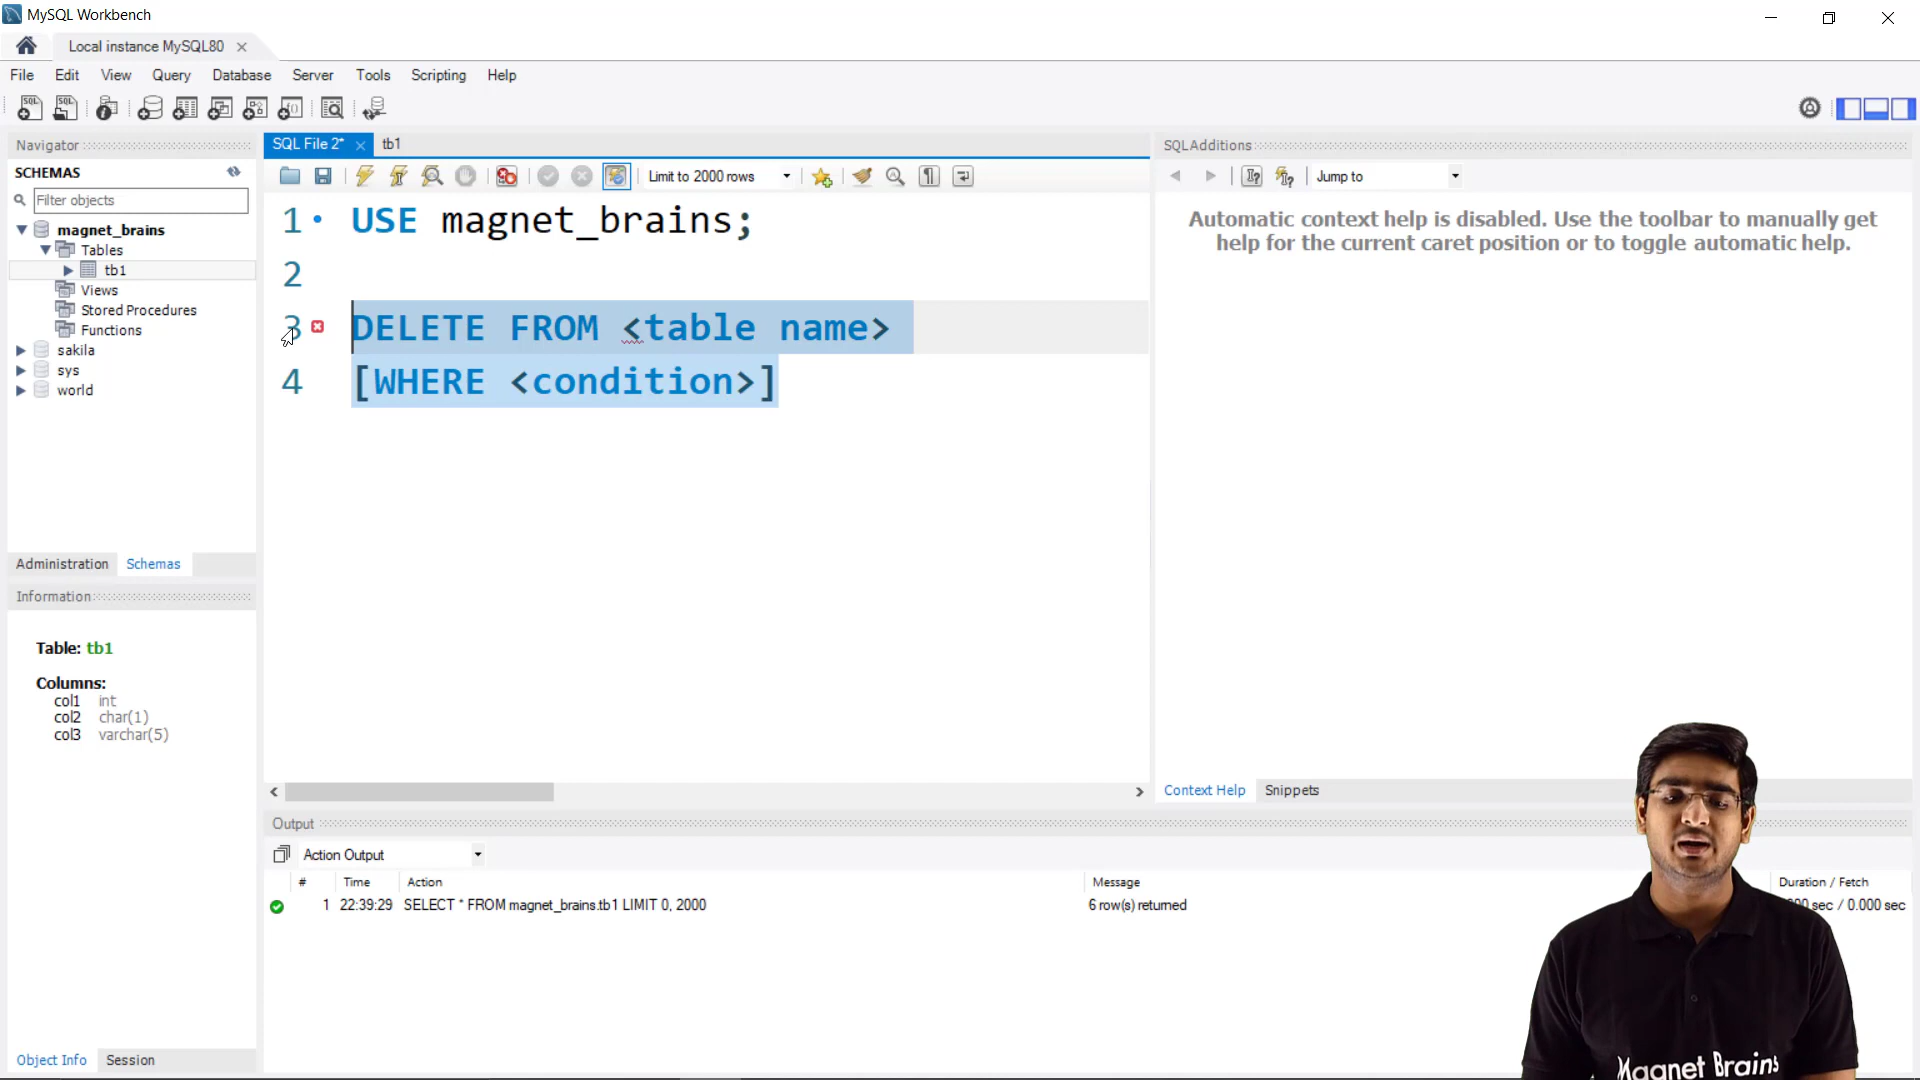 MySQL Workbench
Local instance MySQL80
File Edit View Query Database Server Tools Scripting Help
Navigator
SCHEMAS
Filter objects
magnet_brains
Tables
tb1
Views
Stored Procedures
Functions
sakila
sys
world
Administration Schemas
Information
Table: tb1
Columns:
col1 int
col2 char(1)
col3 varchar(5)
Object Info Session
SQL File 2* tb1
Limit to 2000 rows
1 USE magnet_brains;
2
3 DELETE FROM <table name>
4 [WHERE <condition>]
SQLAdditions
Jump to
Automatic context help is disabled. Use the toolbar to manually get
help for the current caret position or to toggle automatic help.
Context Help Snippets
Output
Action Output
# Time Action Message Duration / Fetch
1 22:39:29 SELECT * FROM magnet_brains.tb1 LIMIT 0, 2000 6 row(s) returned sec / 0.000 sec
Magnet Brains